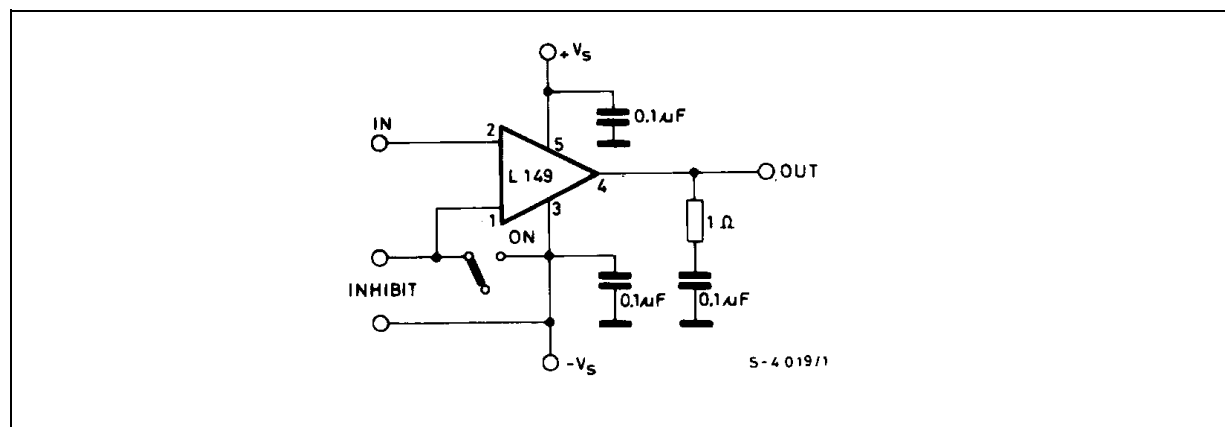 +Vs
0.1µF
IN
2
5
L 149
4
OUT
1
3
1 Ω
ON
INHIBIT
0.1µF
0.1µF
-Vs
S-4019/1